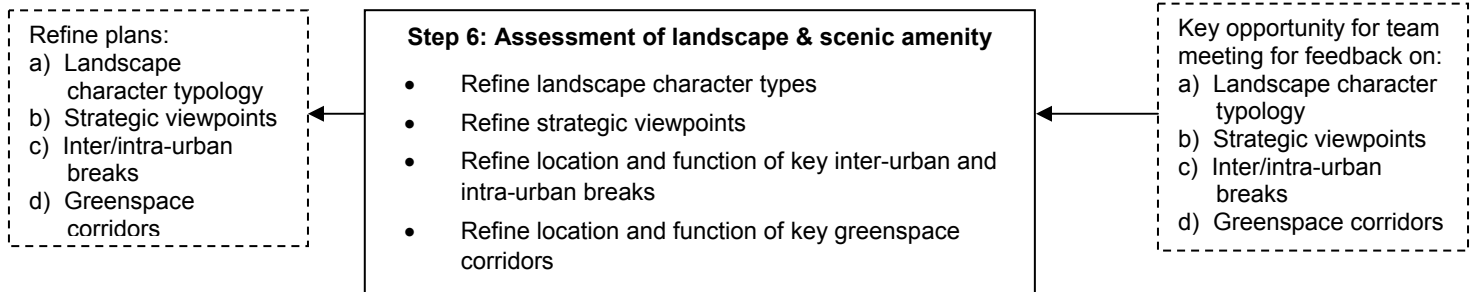 Refine plans:
a) Landscape
character typology
b) Strategic viewpoints
c) Inter/intra-urban
breaks
d) Greenspace
corridors
Step 6: Assessment of landscape & scenic amenity
• Refine landscape character types
• Refine strategic viewpoints
• Refine location and function of key inter-urban and
intra-urban breaks
• Refine location and function of key greenspace
corridors
Key opportunity for team
meeting for feedback on:
a) Landscape character
typology
b) Strategic viewpoints
c) Inter/intra-urban
breaks
d) Greenspace corridors